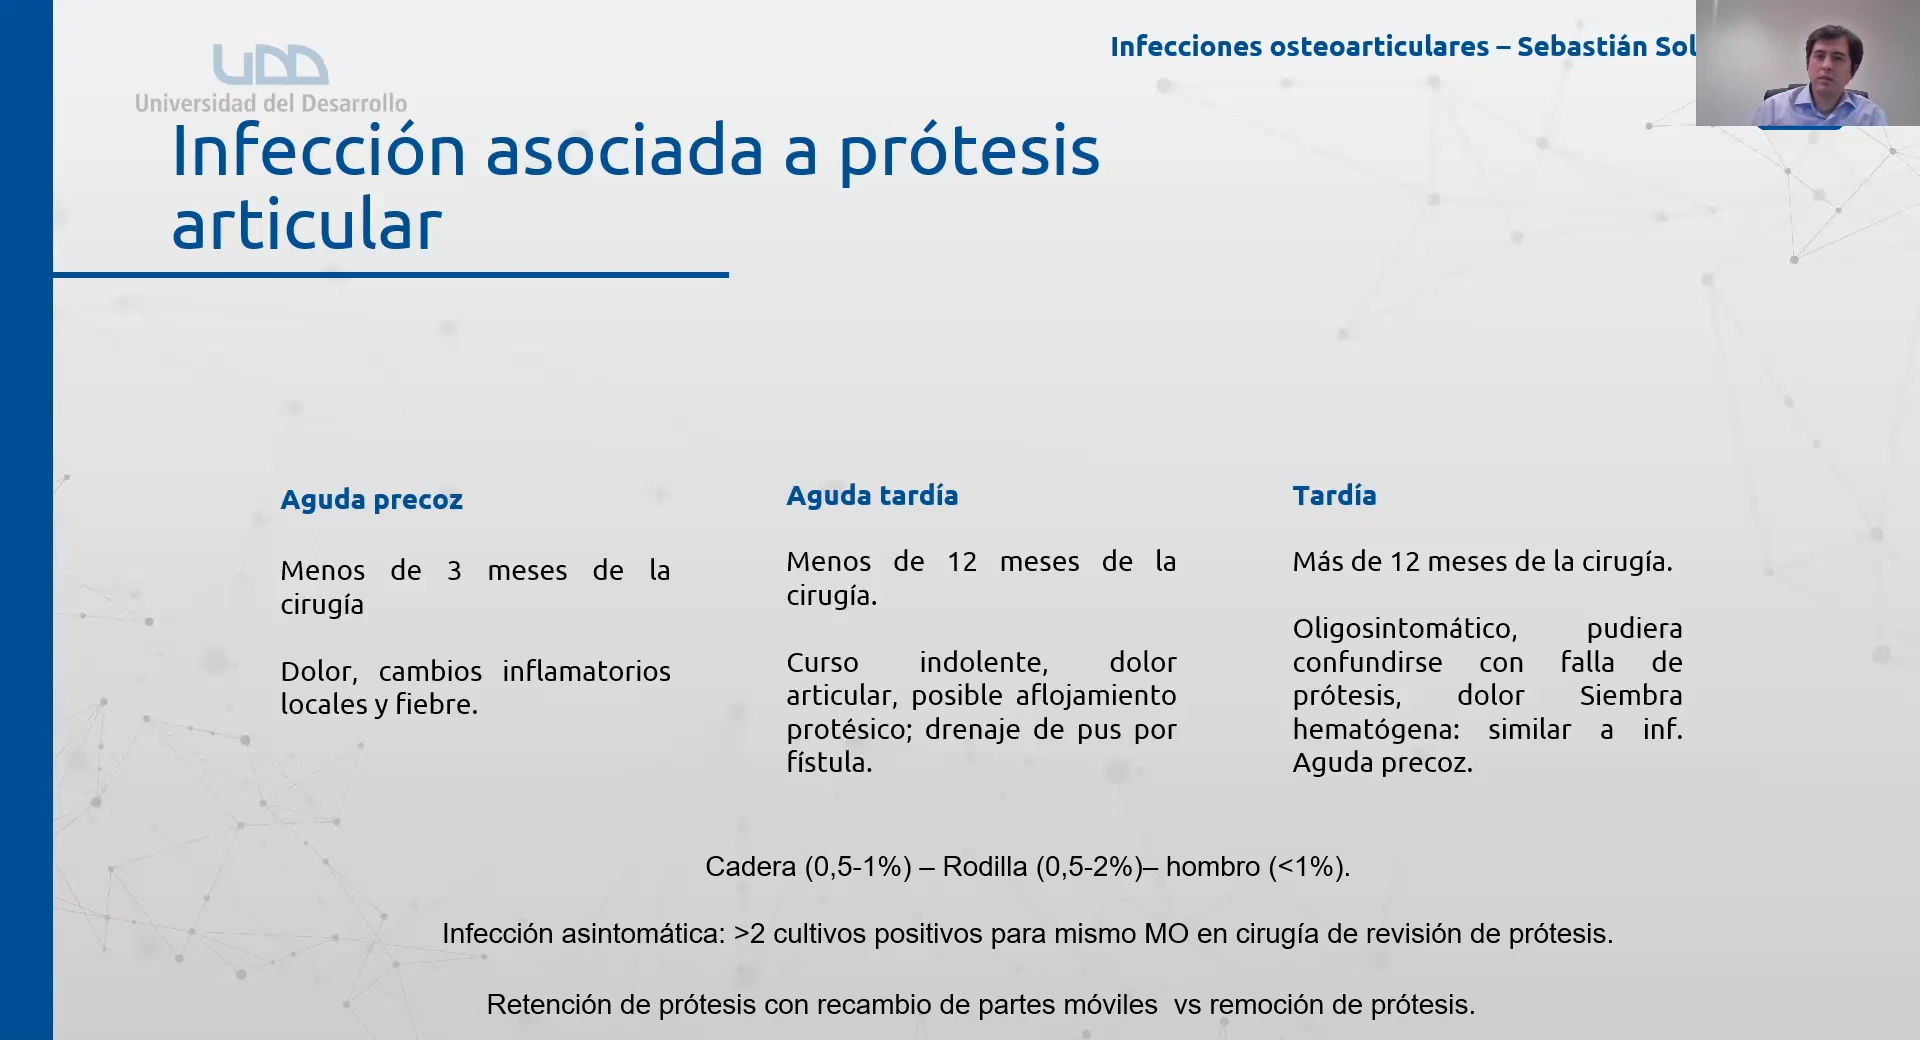 Infecciones osteoarticulares – Sebastián Sol
UDD
Universidad del Desarrollo
Infección asociada a prótesis
articular
Aguda precoz
Menos de 3 meses de la
cirugía
Dolor, cambios inflamatorios
locales y fiebre.
Aguda tardía
Menos de 12 meses de la
cirugía.
Curso indolente, dolor
articular, posible aflojamiento
protésico; drenaje de pus por
fístula.
Tardía
Más de 12 meses de la cirugía.
Oligosintomático, pudiera
confundirse con falla de
prótesis, dolor Siembra
hematógena: similar a inf.
Aguda precoz.
Cadera (0,5-1%) – Rodilla (0,5-2%)– hombro (<1%).
Infección asintomática: >2 cultivos positivos para mismo MO en cirugía de revisión de prótesis.
Retención de prótesis con recambio de partes móviles  vs remoción de prótesis.